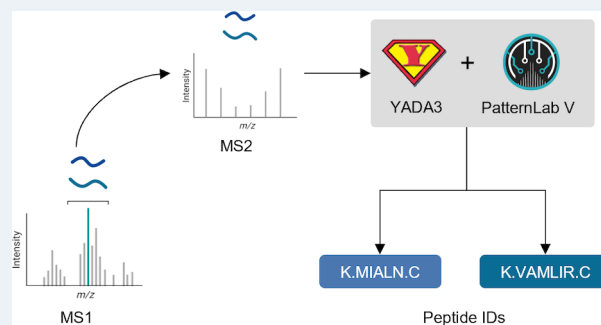 Intensity
m/z
MS1
Intensity
m/z
MS2
Y
YADA3
+
PatternLab V
K.MIALN.C
K.VAMLIR.C
Peptide IDs